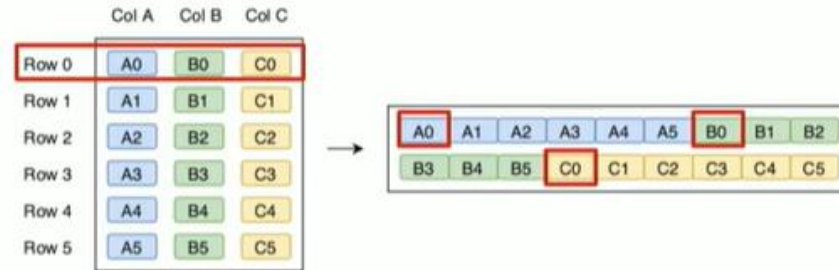 Col A Col B Col C
Row 0 A0 B0 C0
Row 1 A1 B1 C1
Row 2 A2 B2 C2
Row 3 A3 B3 C3
Row 4 A4 B4 C4
Row 5 A5 B5 C5
A0 A1 A2 A3 A4 A5 B0 B1 B2
B3 B4 B5 C0 C1 C2 C3 C4 C5